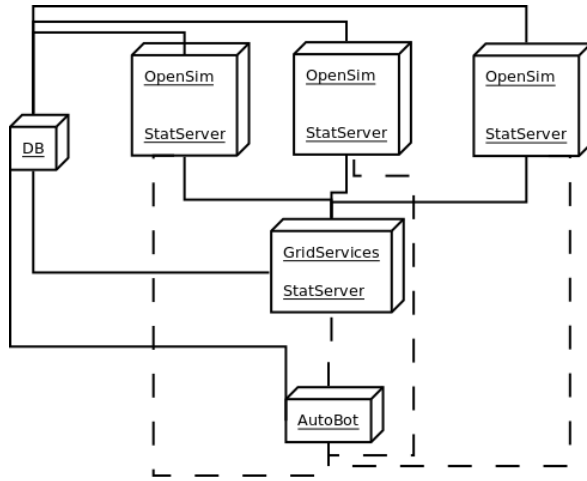 OpenSim
StatServer
OpenSim
StatServer
OpenSim
StatServer
DB
GridServices
StatServer
AutoBot